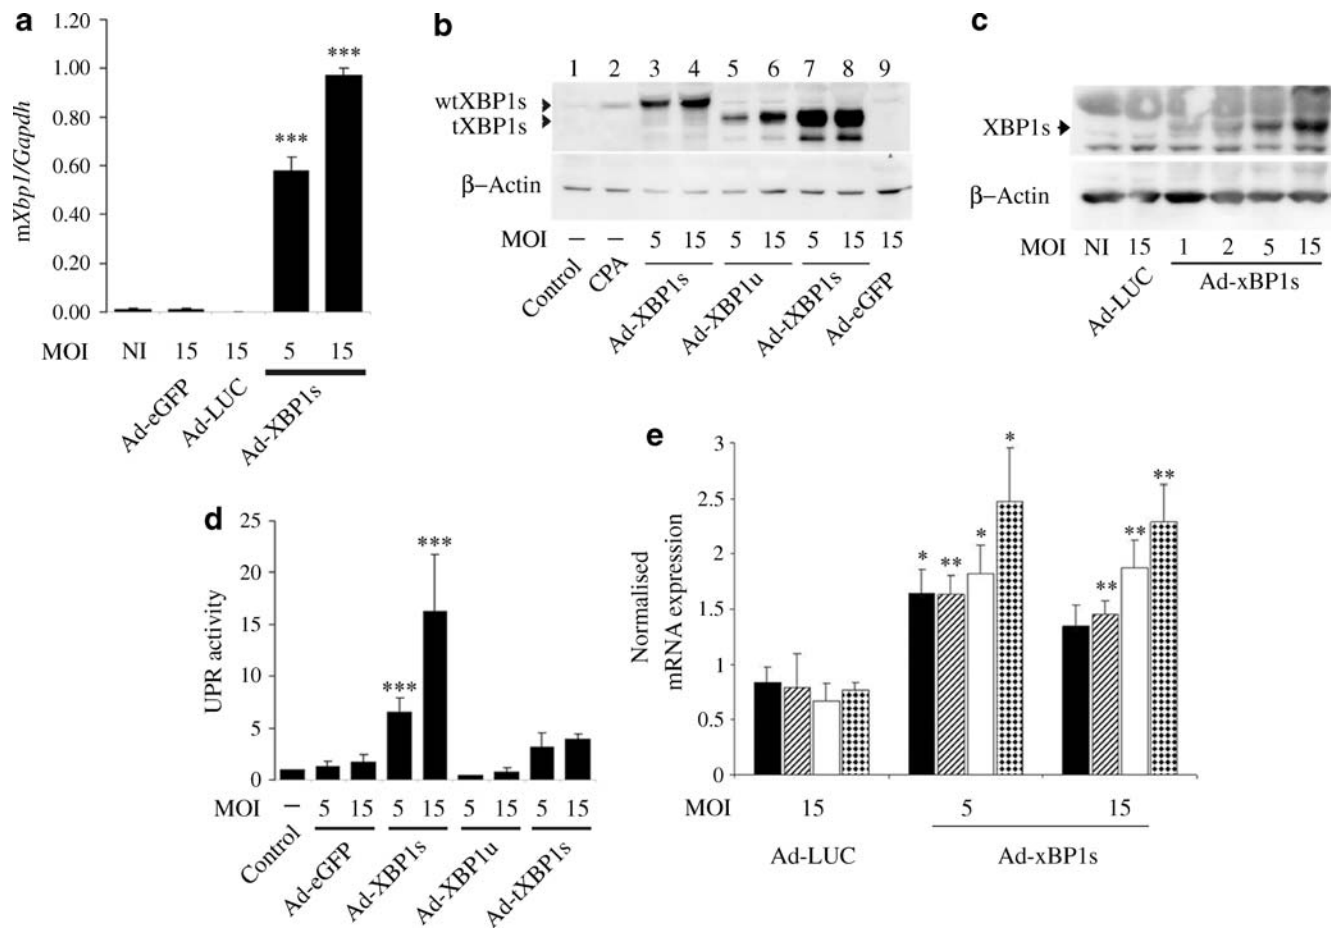 a
1.20
1.00
0.80
0.60
0.40
0.20
0.00
mXbp1/Gapdh
***
***
MOI NI 15 15 5 15
Ad-eGFP
Ad-LUC
Ad-XBP1s
b
1 2 3 4 5 6 7 8 9
wtXBP1s
tXBP1s
β–Actin
MOI – – 5 15 5 15 5 15 15
Control
CPA
Ad-XBP1s
Ad-XBP1u
Ad-tXBP1s
Ad-eGFP
c
XBP1s
β–Actin
MOI NI 15 1 2 5 15
Ad-LUC
Ad-xBP1s
d
25
20
15
10
5
0
UPR activity
***
***
MOI – 5 15 5 15 5 15 5 15
Control
Ad-eGFP
Ad-XBP1s
Ad-XBP1u
Ad-tXBP1s
e
3
2.5
2
1.5
1
0.5
0
Normalised
mRNA expression
* ** * *
** ** **
MOI 15 5 15
Ad-LUC Ad-xBP1s